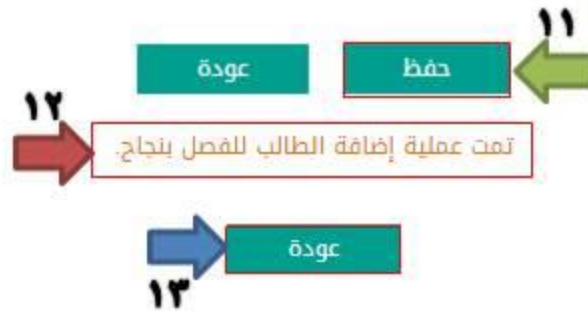 ١١
حفظ عودة
١٢
تمت عملية إضافة الطالب للفصل بنجاح.
عودة
١٣